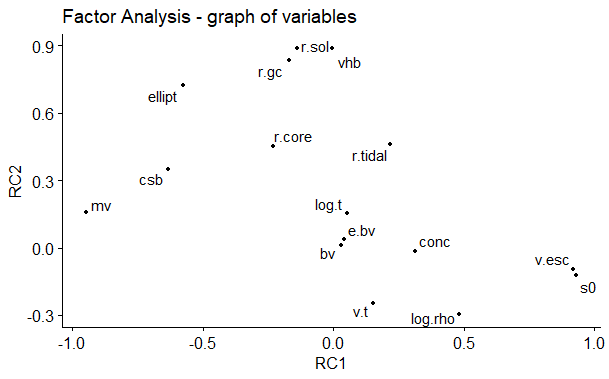 Factor Analysis - graph of variables
0.9
r.sol
vhb
r.gc
ellipt
0.6
r.core
r.tidal
0.3
csb
mv
log.t
RC2
e.bv
conc
0.0
bv
v.esc
s0
v.t
log.rho
-0.3
-1.0
-0.5
0.0
0.5
1.0
RC1